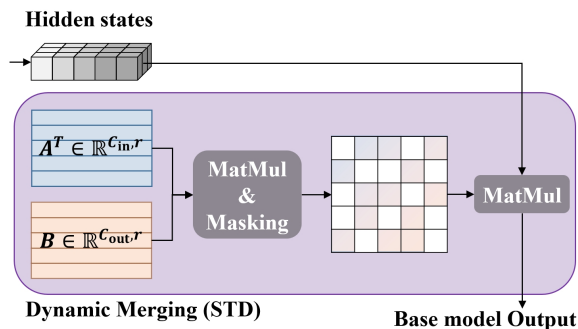 Hidden states
A^T ∈ ℝ^{C_in,r}
MatMul
&
Masking
MatMul
B ∈ ℝ^{C_out,r}
Dynamic Merging (STD)
Base model Output